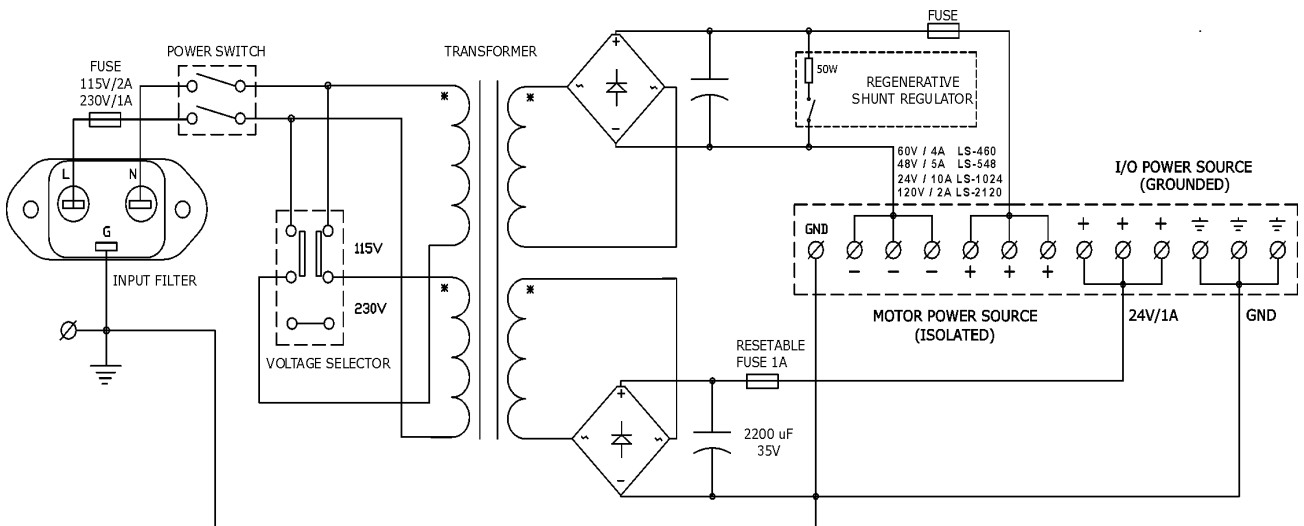 POWER SWITCH
TRANSFORMER
FUSE
115V/2A
230V/1A
L
N
G
INPUT FILTER
115V
230V
VOLTAGE SELECTOR
*
*
*
*
+
~
~
-
FUSE
50W
REGENERATIVE
SHUNT REGULATOR
60V / 4A LS-460
48V / 5A LS-548
24V / 10A LS-1024
120V / 2A LS-2120
I/O POWER SOURCE
(GROUNDED)
GND
+ + +
- - - + + +
MOTOR POWER SOURCE
(ISOLATED)
24V/1A
GND
RESETABLE
FUSE 1A
+
~
~
-
2200 uF
35V